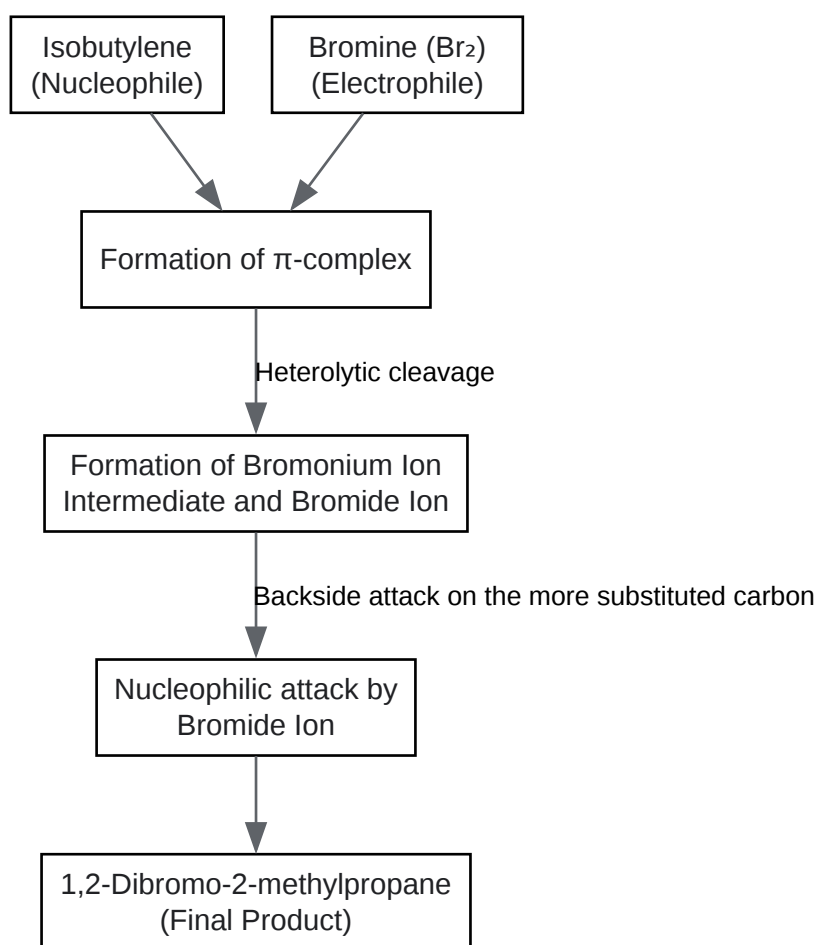 Isobutylene
(Nucleophile)
Bromine (Br₂)
(Electrophile)
Formation of π-complex
Heterolytic cleavage
Formation of Bromonium Ion
Intermediate and Bromide Ion
Backside attack on the more substituted carbon
Nucleophilic attack by
Bromide Ion
1,2-Dibromo-2-methylpropane
(Final Product)